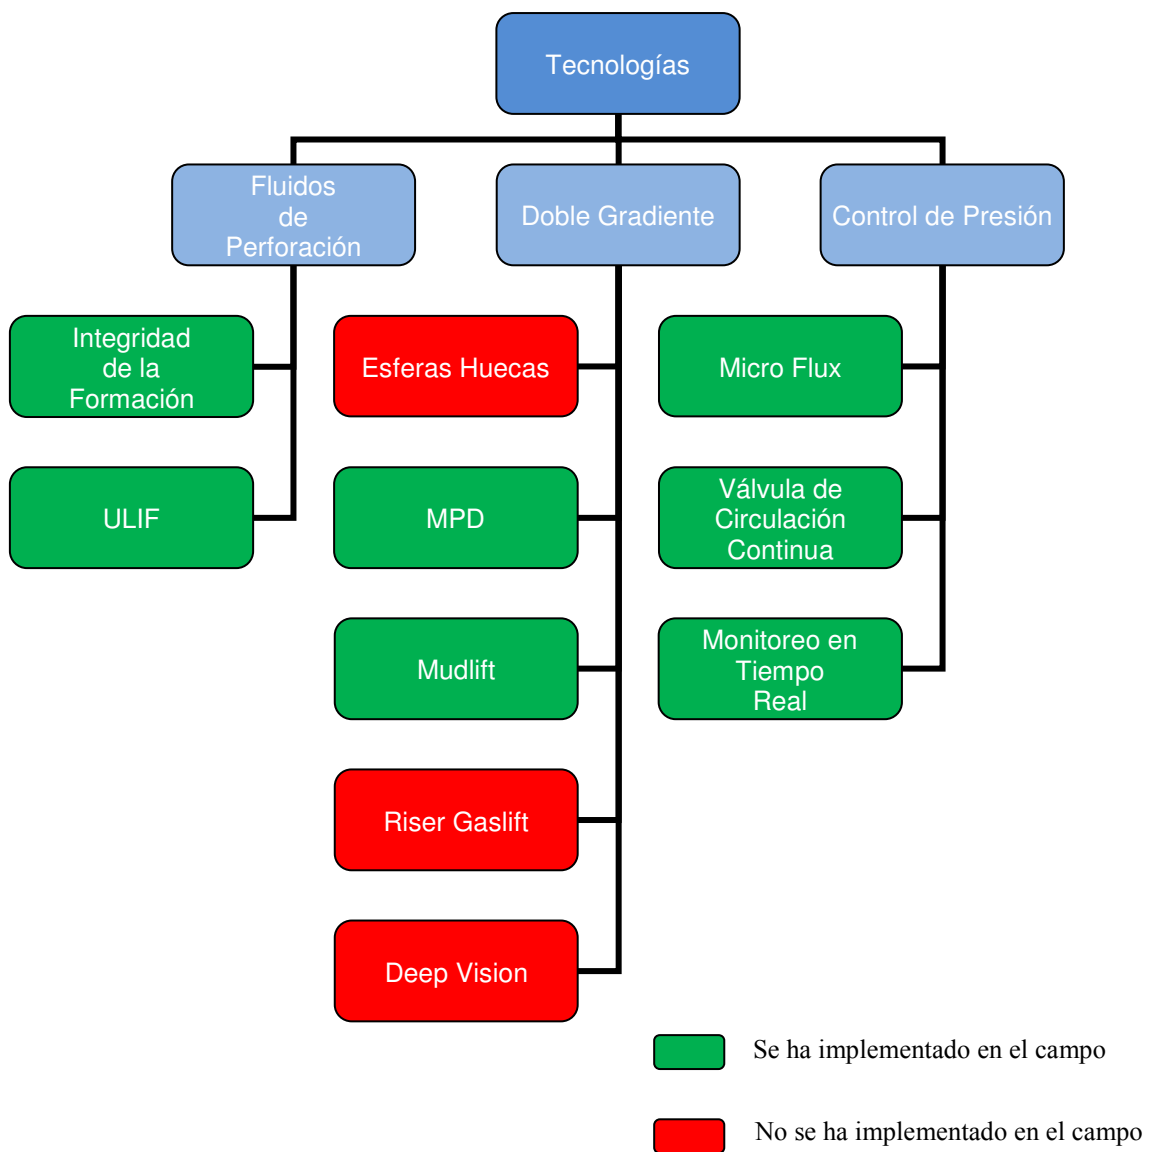 Tecnologías
Fluidos
de
Perforación
Doble Gradiente
Control de Presión
Integridad
de la
Formación
Esferas Huecas
Micro Flux
ULIF
MPD
Válvula de
Circulación
Continua
Mudlift
Monitoreo en
Tiempo
Real
Riser Gaslift
Deep Vision
Se ha implementado en el campo
No se ha implementado en el campo